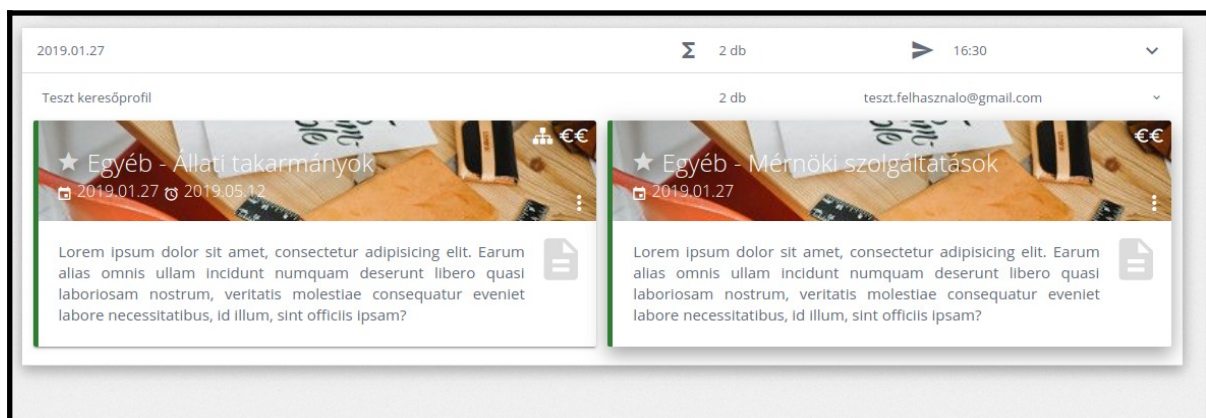 2019.01.27 Σ 2 db 16:30
Teszt keresőprofil 2 db teszt.felhasznalo@gmail.com
€€
Egyéb - Állati takarmányok
2019.01.27 2019.05.12
Lorem ipsum dolor sit amet, consectetur adipisicing elit. Earum
alias omnis ullam incidunt numquam deserunt libero quasi
laboriosam nostrum, veritatis molestiae consequatur eveniet
labore necessitatibus, id illum, sint officiis ipsam?
€€
Egyéb - Mérnöki szolgáltatások
2019.01.27
Lorem ipsum dolor sit amet, consectetur adipisicing elit. Earum
alias omnis ullam incidunt numquam deserunt libero quasi
laboriosam nostrum, veritatis molestiae consequatur eveniet
labore necessitatibus, id illum, sint officiis ipsam?